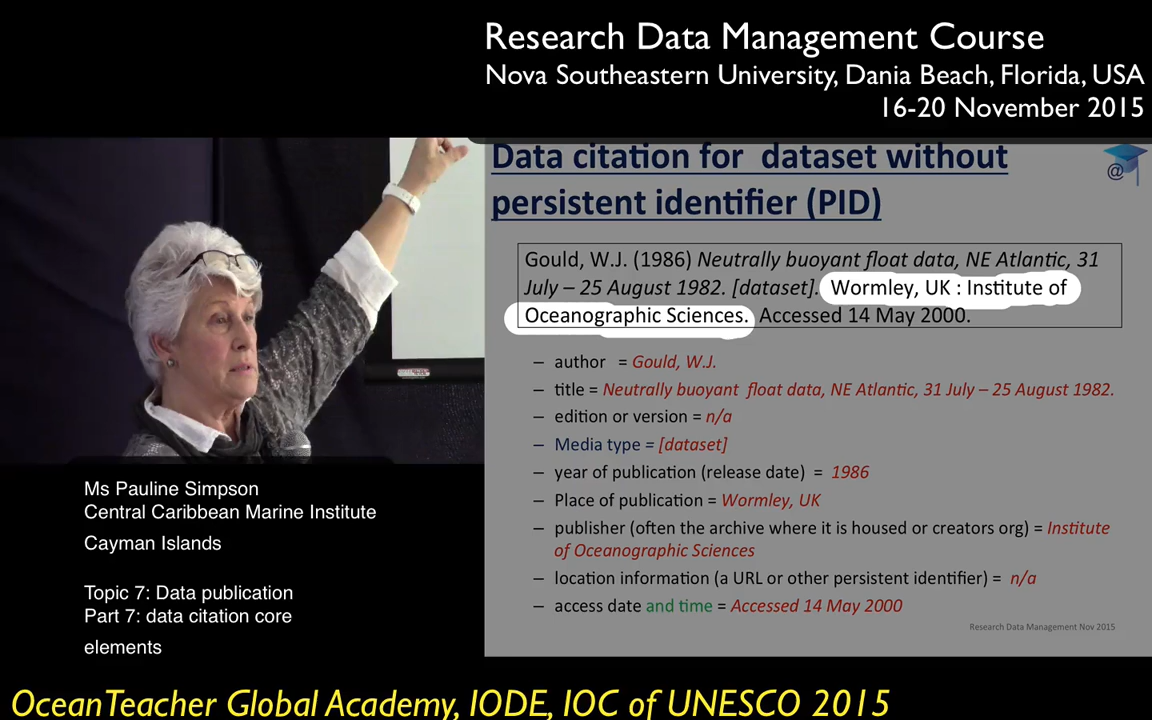 Research Data Management Course
Nova Southeastern University, Dania Beach, Florida, USA
16-20 November 2015
Data citation for dataset without
persistent identifier (PID)
@
Gould, W.J. (1986) Neutrally buoyant float data, NE Atlantic, 31
July – 25 August 1982. [dataset]. Wormley, UK : Institute of
Oceanographic Sciences. Accessed 14 May 2000.
– author = Gould, W.J.
– title = Neutrally buoyant float data, NE Atlantic, 31 July – 25 August 1982.
– edition or version = n/a
– Media type = [dataset]
– year of publication (release date) = 1986
– Place of publication = Wormley, UK
– publisher (often the archive where it is housed or creators org) = Institute
of Oceanographic Sciences
– location information (a URL or other persistent identifier) = n/a
– access date and time = Accessed 14 May 2000
Research Data Management Nov 2015
Ms Pauline Simpson
Central Caribbean Marine Institute
Cayman Islands
Topic 7: Data publication
Part 7: data citation core
elements
OceanTeacher Global Academy, IODE, IOC of UNESCO 2015